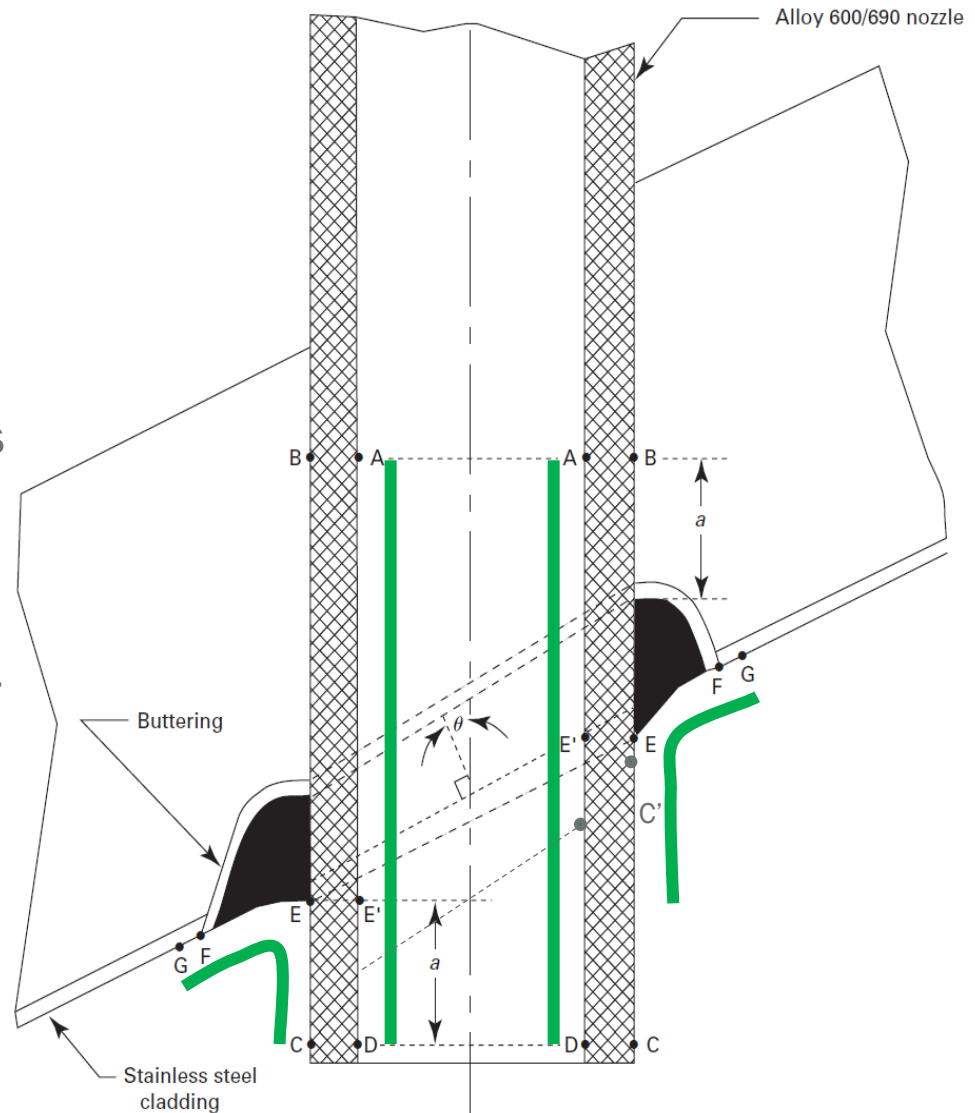 Alloy 600/690 nozzle
S
B
A
A
B
a
F
G
Buttering
θ
E'
E
C’
E
E'
a
G
F
C
D
D
C
Stainless steel
cladding